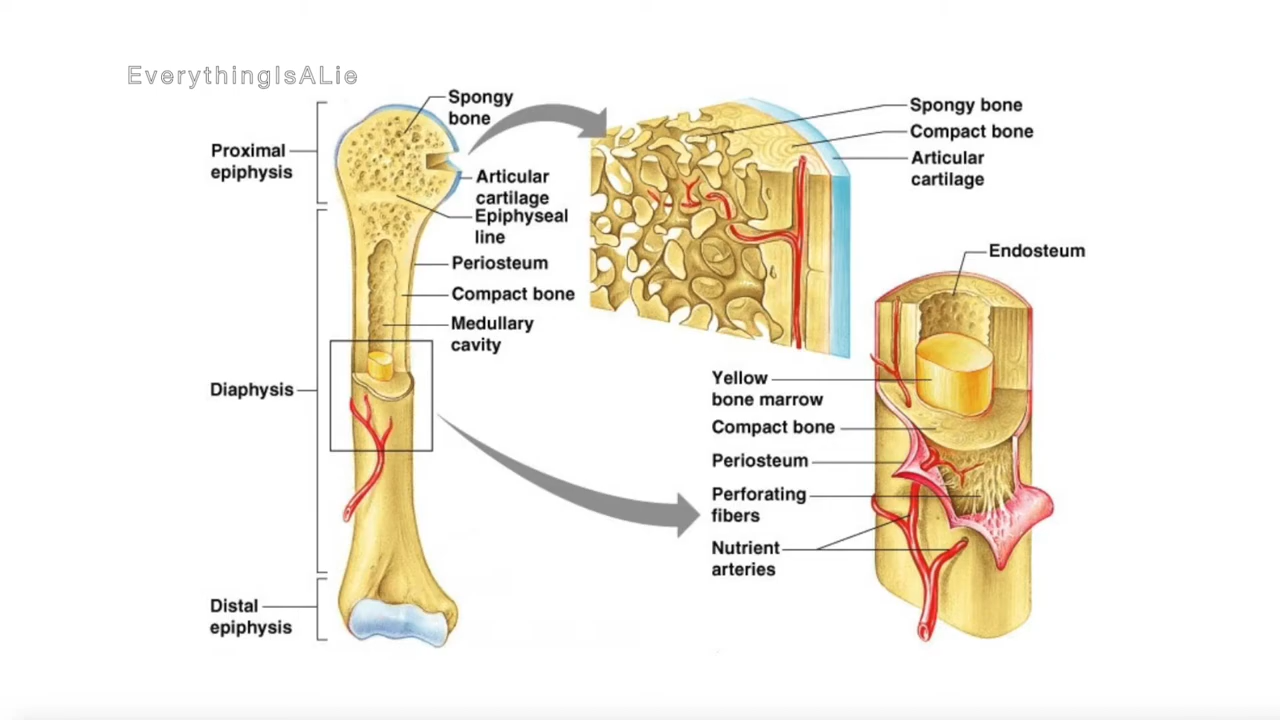 EverythingIsALie
Spongy
bone
Proximal
epiphysis
Articular
cartilage
Epiphyseal
line
Periosteum
Compact bone
Medullary
cavity
Diaphysis
Distal
epiphysis
Spongy bone
Compact bone
Articular
cartilage
Endosteum
Yellow
bone marrow
Compact bone
Periosteum
Perforating
fibers
Nutrient
arteries